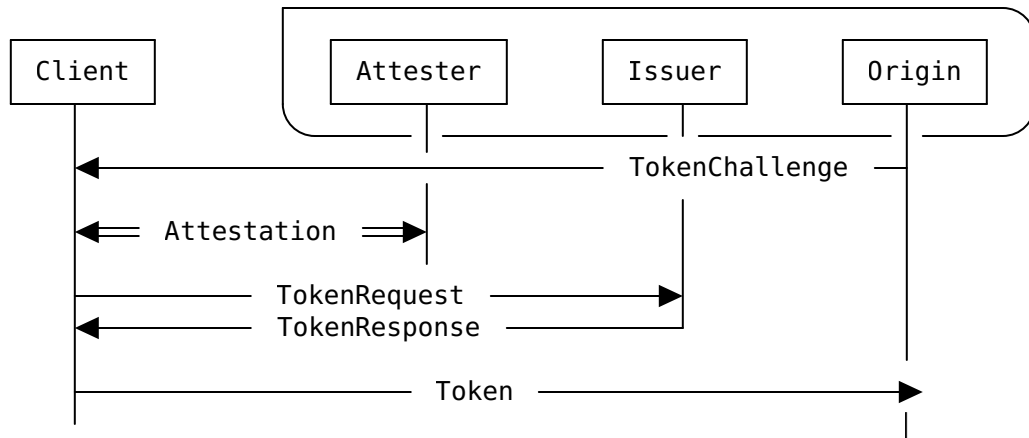 Client Attester Issuer Origin
TokenChallenge
Attestation
TokenRequest
TokenResponse
Token